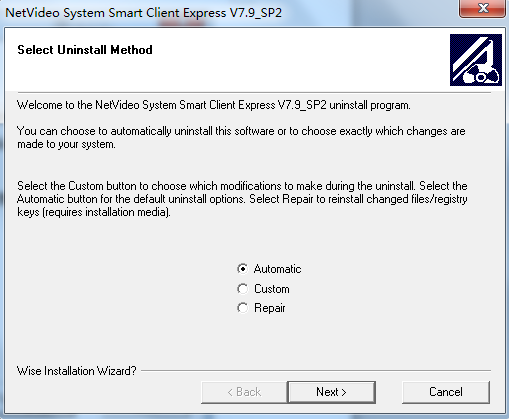 NetVideo System Smart Client Express V7.9_SP2
Select Uninstall Method
Welcome to the NetVideo System Smart Client Express V7.9_SP2 uninstall program.
You can choose to automatically uninstall this software or to choose exactly which changes are
made to your system.
Select the Custom button to choose which modifications to make during the uninstall. Select the
Automatic button for the default uninstall options. Select Repair to reinstall changed files/registry
keys (requires installation media).
Automatic
Custom
Repair
Wise Installation Wizard?
< Back
Next >
Cancel